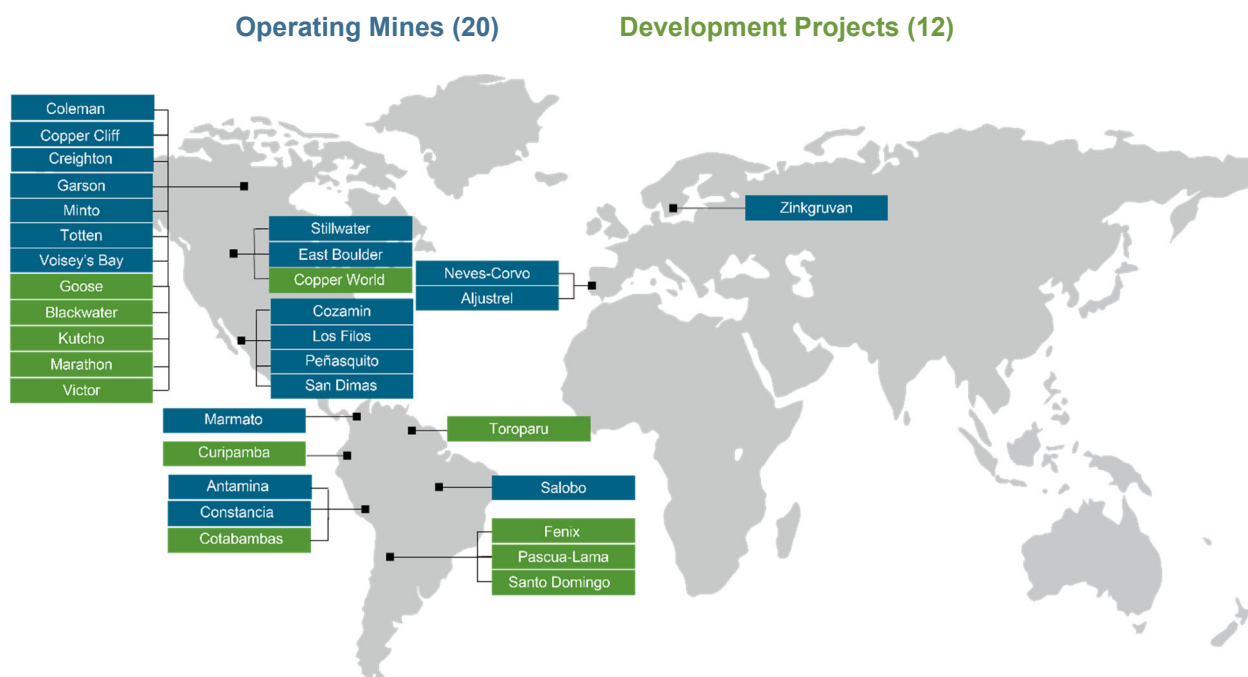 Operating Mines (20)
Development Projects (12)
Coleman
Copper Cliff
Creighton
Garson
Minto
Totten
Voisey's Bay
Goose
Blackwater
Kutcho
Marathon
Victor
Stillwater
East Boulder
Copper World
Cozamin
Los Filos
Peñasquito
San Dimas
Neves-Corvo
Aljustrel
Zinkgruvan
Marmato
Curipamba
Antamina
Constancia
Cotabambas
Toroparu
Salobo
Fenix
Pascua-Lama
Santo Domingo